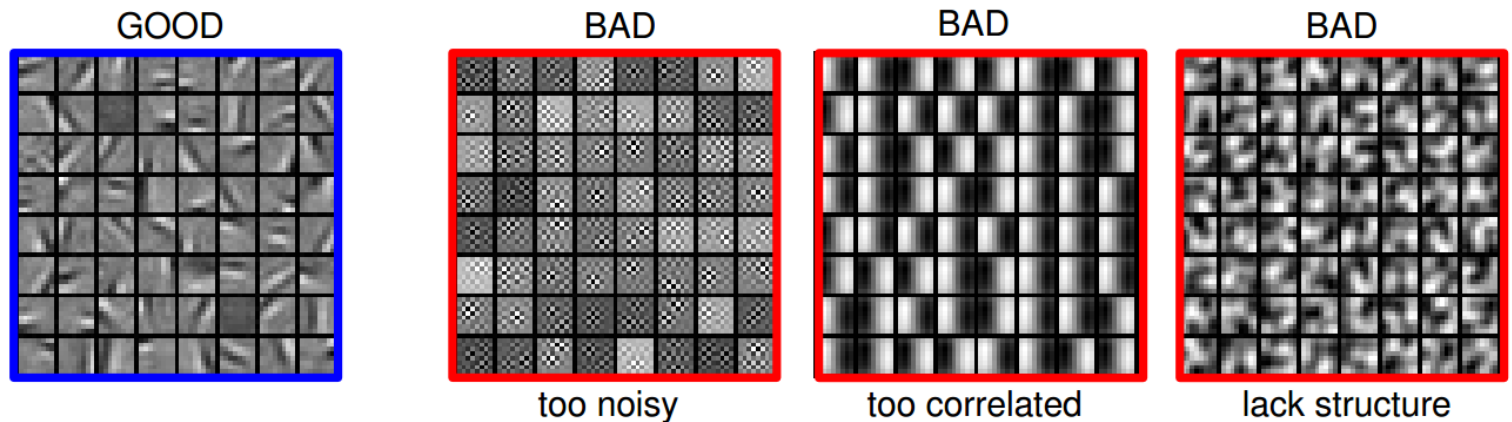 GOOD
BAD
BAD
BAD
too noisy
too correlated
lack structure